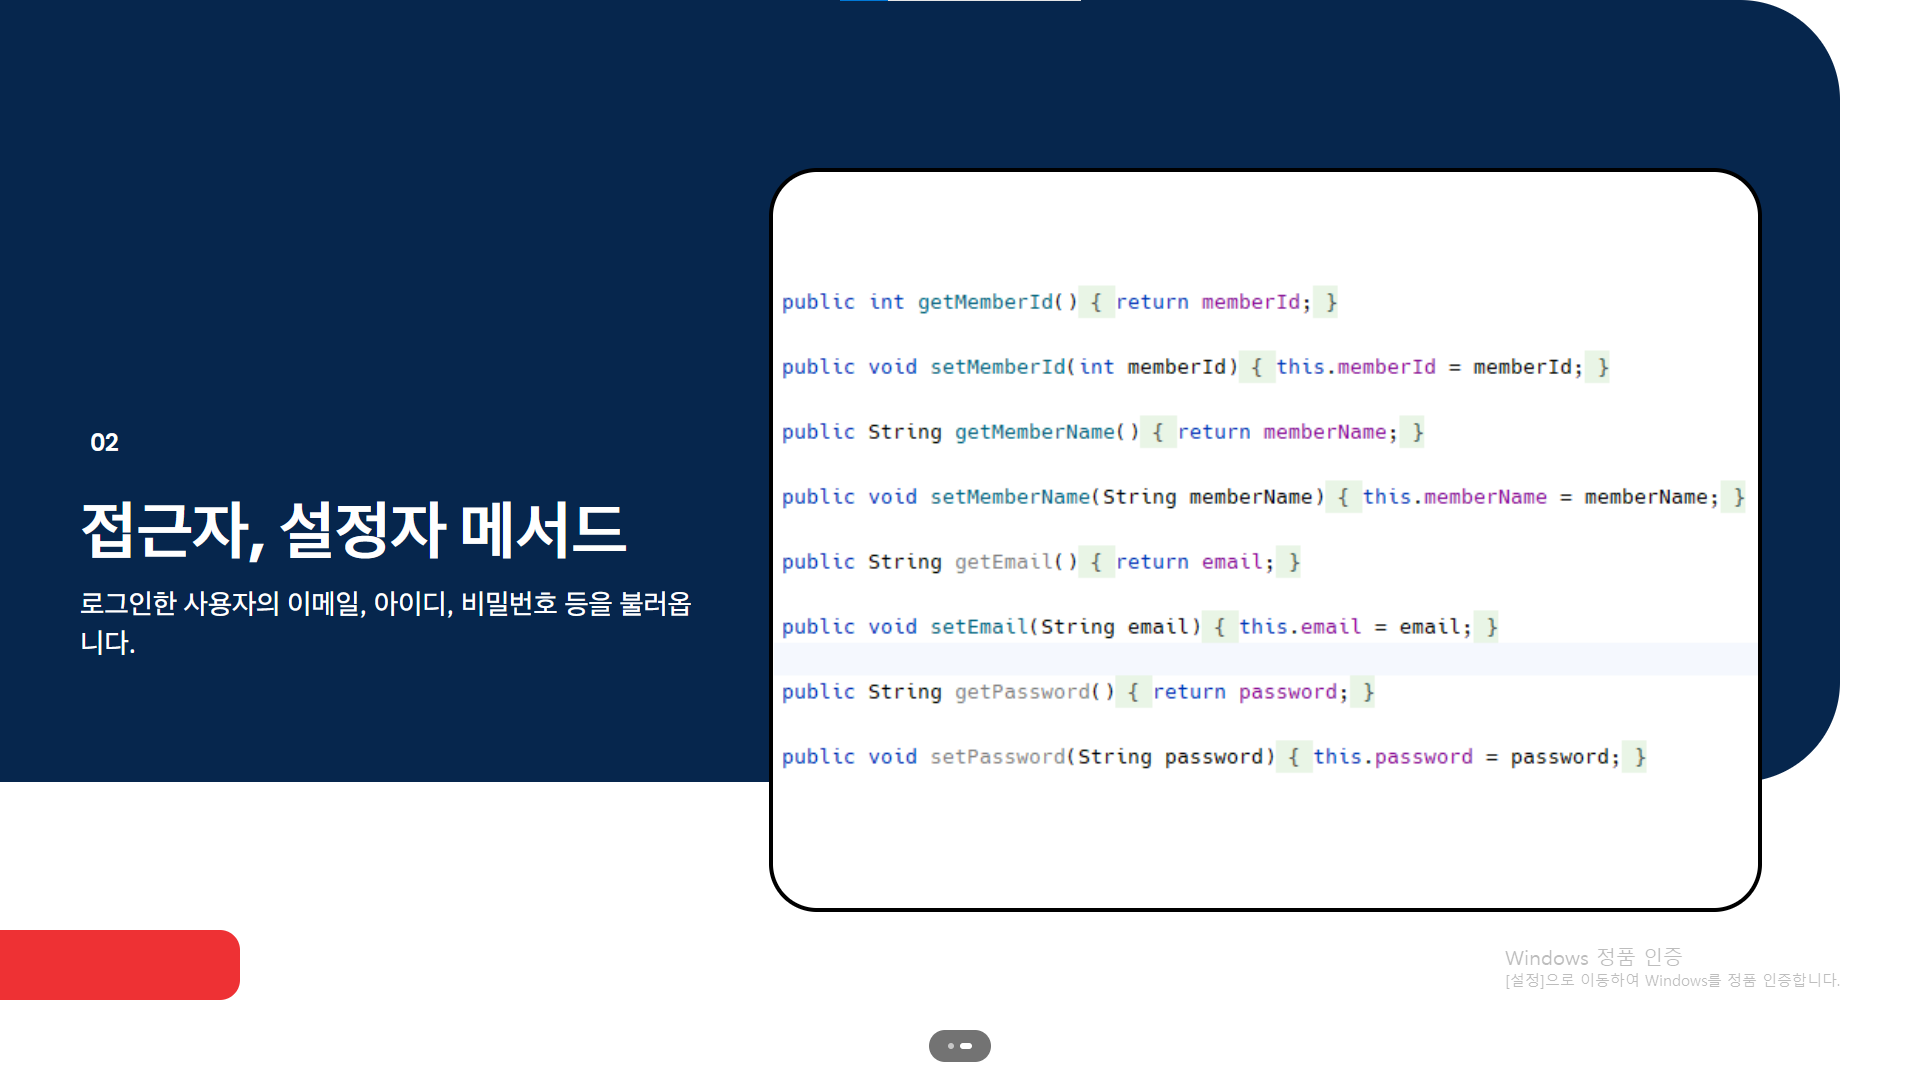 02
접근자, 설정자 메서드
로그인한 사용자의 이메일, 아이디, 비밀번호 등을 불러옵
니다.
public int getMemberId() { return memberId; }
public void setMemberId(int memberId) { this.memberId = memberId; }
public String getMemberName() { return memberName; }
public void setMemberName(String memberName) { this.memberName = memberName; }
public String getEmail() { return email; }
public void setEmail(String email) { this.email = email; }
public String getPassword() { return password; }
public void setPassword(String password) { this.password = password; }
Windows 정품 인증
[설정]으로 이동하여 Windows를 정품 인증합니다.